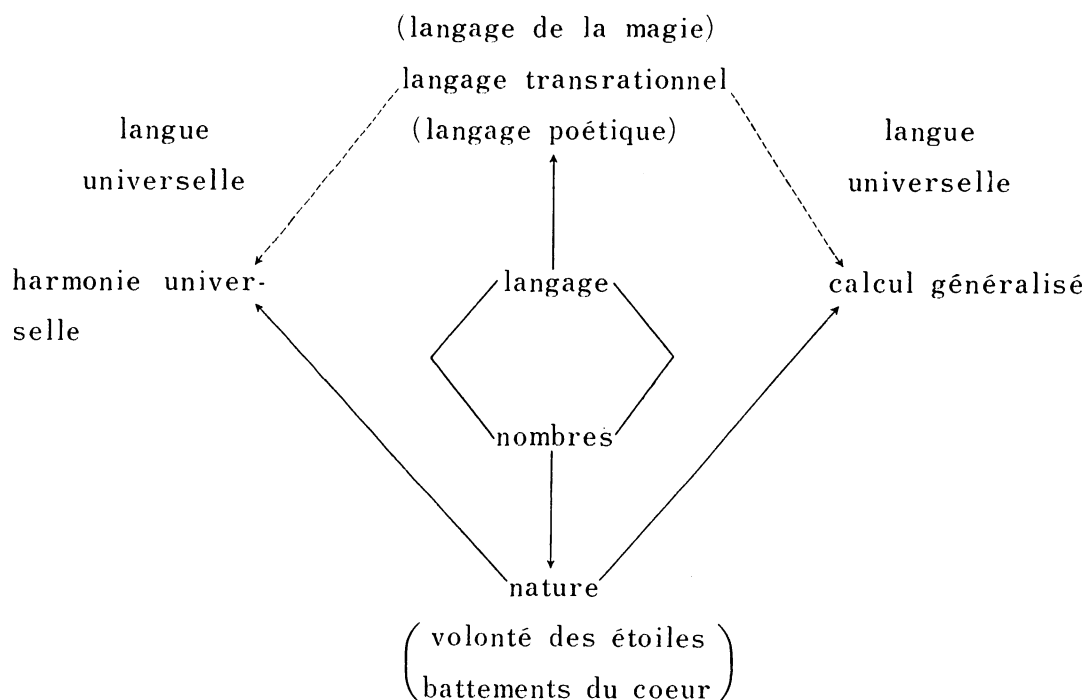 (langage de la magie)
langage transrationnel
(langage poétique)
langue
universelle
langue
universelle
harmonie univer-
selle
langage
calcul généralisé
nombres
nature
volonté des étoiles
battements du coeur